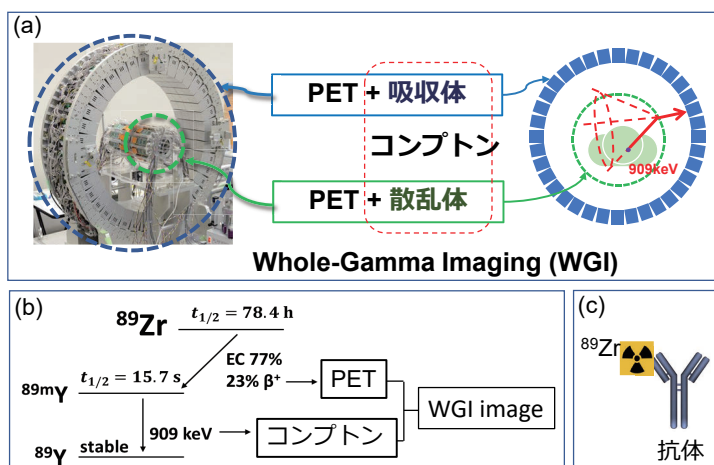 (a)
PET + 吸収体
コンプトン
PET + 散乱体
909keV
Whole-Gamma Imaging (WGI)
(b)
⁸⁹Zr
t₁/₂ = 78.4 h
EC 77%
23% β⁺
PET
⁸⁹ᵐY
t₁/₂ = 15.7 s
WGI image
909 keV
コンプトン
⁸⁹Y
stable
(c)
⁸⁹Zr
抗体